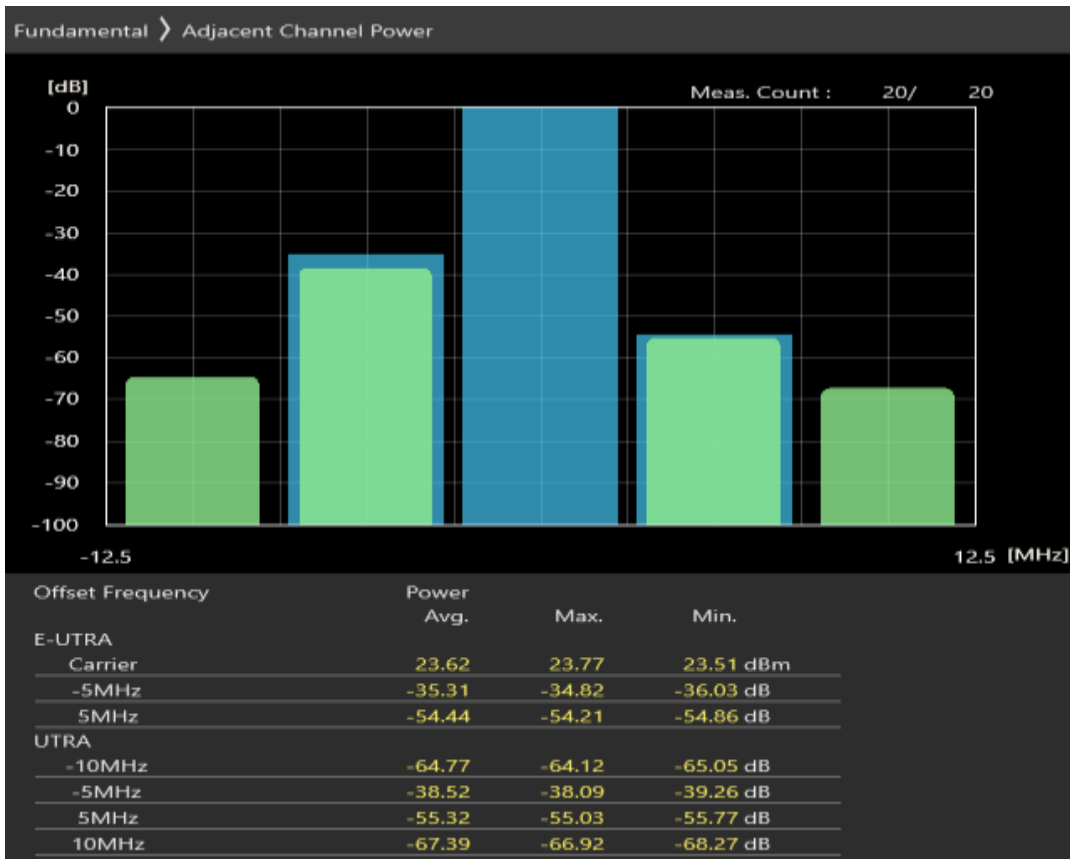 Fundamental 〉 Adjacent Channel Power
[dB]
Meas. Count : 20/ 20
0
-10
-20
-30
-40
-50
-60
-70
-80
-90
-100
-12.5 12.5 [MHz]
Offset Frequency Power
Avg. Max. Min.
E-UTRA
Carrier 23.62 23.77 23.51 dBm
-5MHz -35.31 -34.82 -36.03 dB
5MHz -54.44 -54.21 -54.86 dB
UTRA
-10MHz -64.77 -64.12 -65.05 dB
-5MHz -38.52 -38.09 -39.26 dB
5MHz -55.32 -55.03 -55.77 dB
10MHz -67.39 -66.92 -68.27 dB